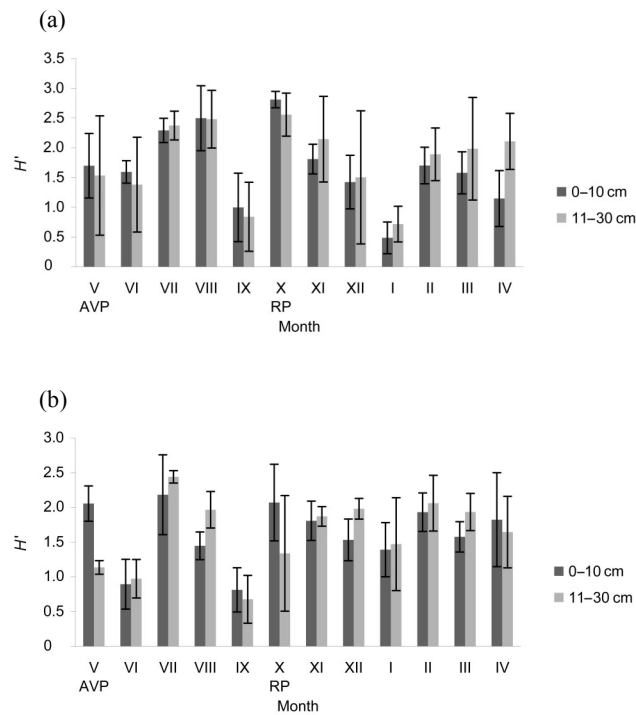 (a)
3.5
3.0
2.5
2.0
1.5
1.0
0.5
0
H'
V VI VII VIII IX X XI XII I II III IV
AVP RP
Month
0–10 cm
11–30 cm
(b)
3.0
2.5
2.0
1.5
1.0
0.5
0
H'
V VI VII VIII IX X XI XII I II III IV
AVP RP
Month
0–10 cm
11–30 cm